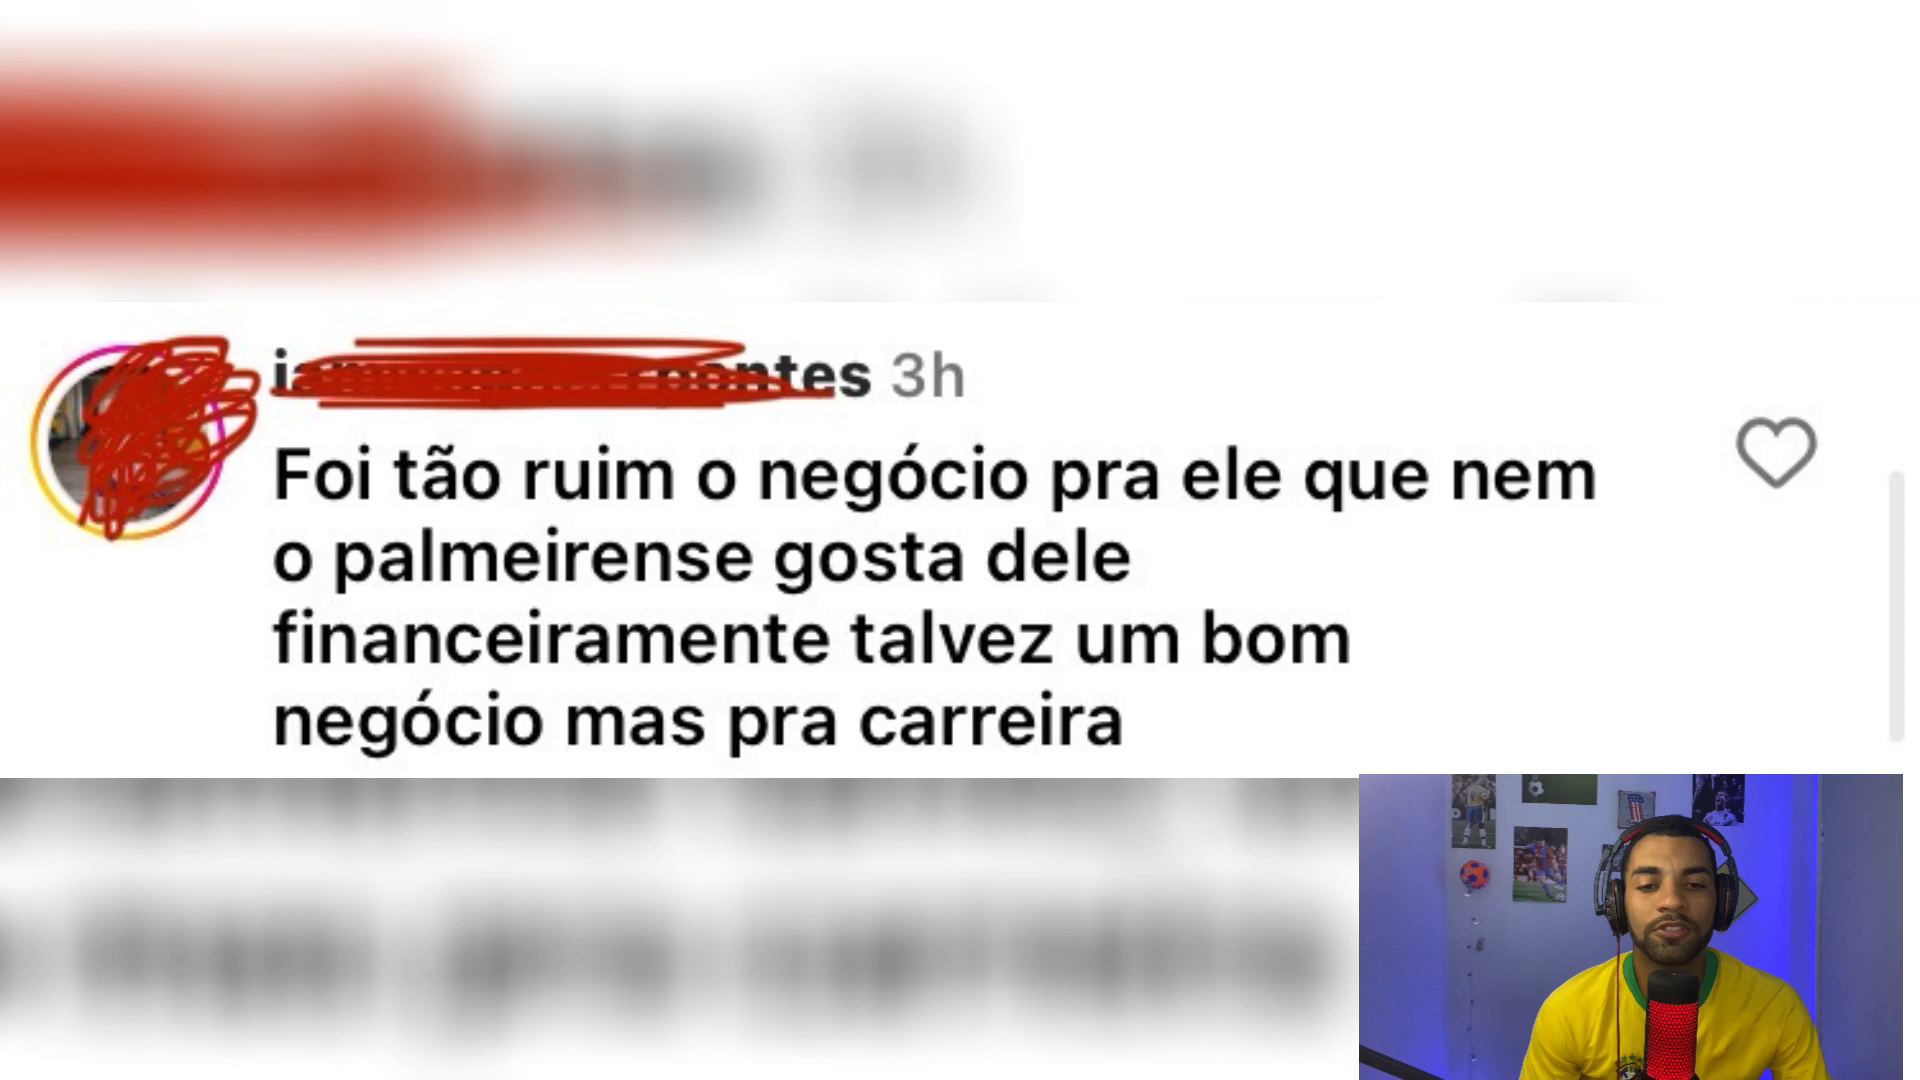 3h
Foi tão ruim o negócio pra ele que nem
o palmeirense gosta dele
financeiramente talvez um bom
negócio mas pra carreira